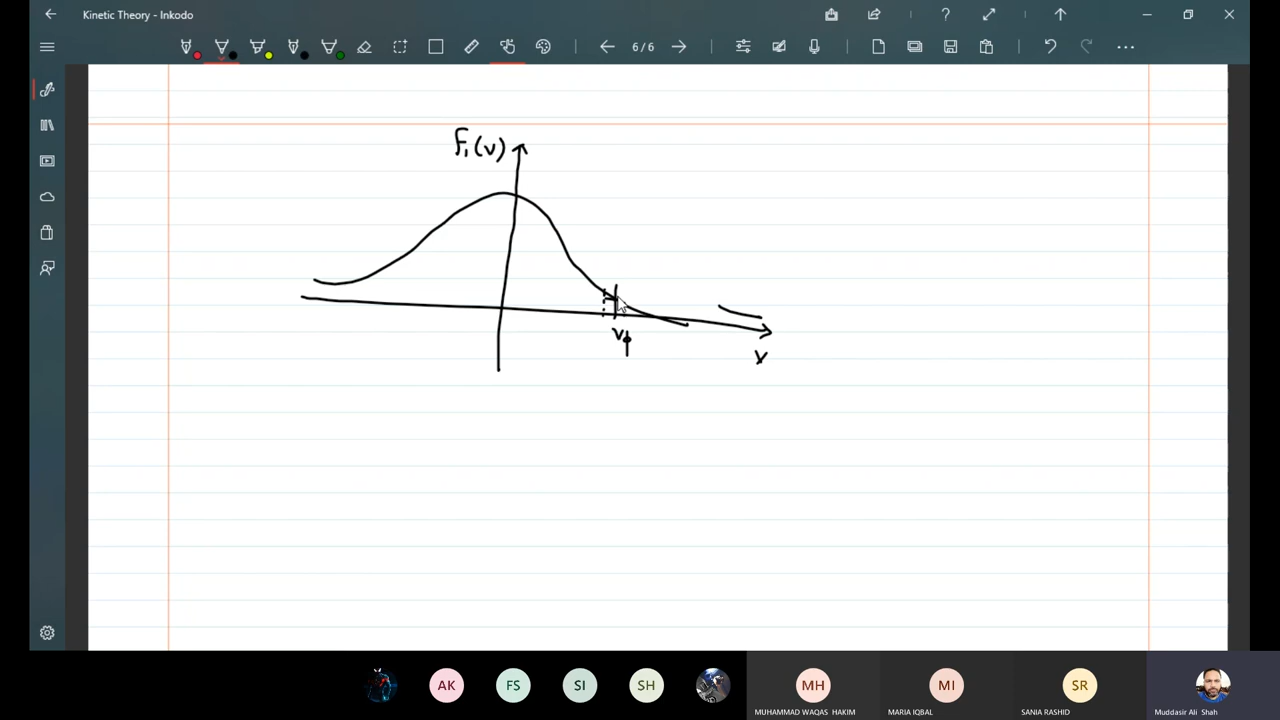 Kinetic Theory - Inkodo
6/6
F₁(v)
vϕ
v
AK
FS
SI
SH
MH
MI
SR
MUHAMMAD WAQAS HAKIM
MARIA IQBAL
SANIA RASHID
Muddasir Ali Shah